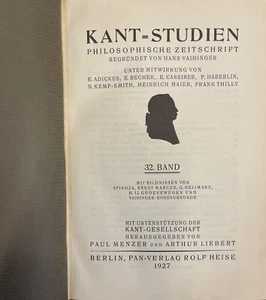 KANT=STUDIEN
PHILOSOPHISCHE ZEITSCHRIFT
BEGRÜNDET VON HANS VAIHINGER
UNTER MITWIRKUNG VON
E. ADICKES, E. BECHER, E. CASSIRER, P. HÄBERLIN,
N. KEMP-SMITH, HEINRICH MAIER, FRANK THILLY
32. BAND
MIT BILDNISSEN VON
SPINOZA, ERNST MARCUS, G. HEIJMANS,
H. IJ. GROENEWEGEN UND
VAIHINGER-EHRENURKUNDE
MIT UNTERSTÜTZUNG DER
KANT-GESELLSCHAFT
HERAUSGEGEBEN VON
PAUL MENZER UND ARTHUR LIEBERT
BERLIN, PAN-VERLAG ROLF HEISE
1927